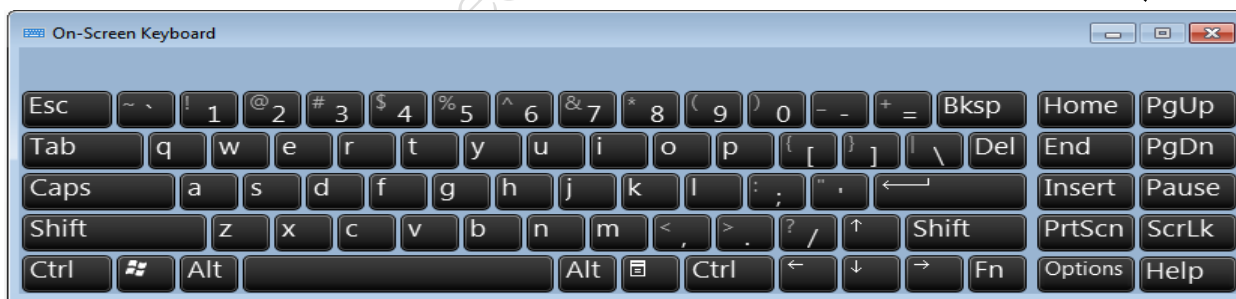 On-Screen Keyboard
Esc ~ ` ! 1 @ 2 # 3 $ 4 % 5 ^ 6 & 7 * 8 ( 9 ) 0 _ - + = Bksp Home PgUp
Tab q w e r t y u i o p { [ } ] | \ Del End PgDn
Caps a s d f g h j k l : ; " ' Insert Pause
Shift z x c v b n m < , > . ? / ↑ Shift PrtScn ScrLk
Ctrl Alt Alt Ctrl ← ↓ → Fn Options Help